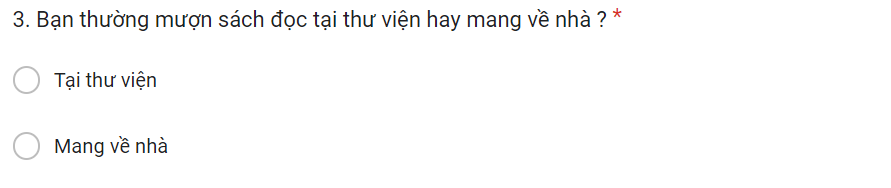 3. Bạn thường mượn sách đọc tại thư viện hay mang về nhà ? *
Tại thư viện
Mang về nhà